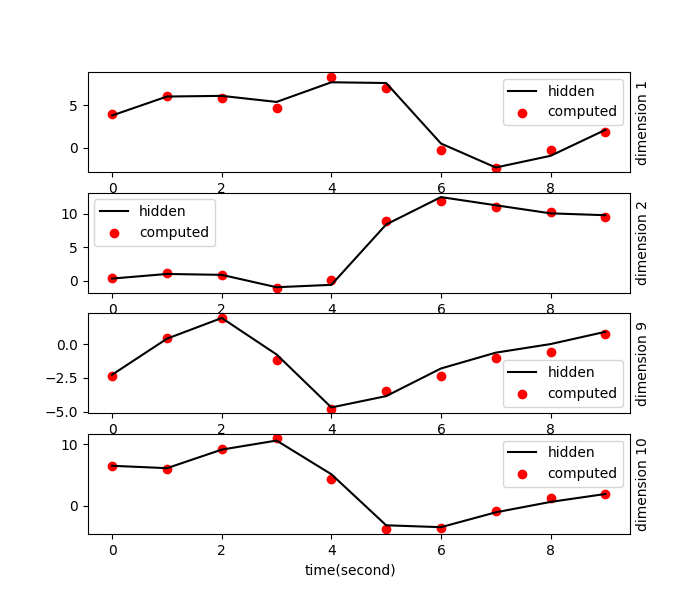 5
0
hidden
computed
dimension 1
0 2 4 6 8
10
5
0
hidden
computed
dimension 2
0 2 4 6 8
0.0
−2.5
−5.0
hidden
computed
dimension 9
0 2 4 6 8
10
0
hidden
computed
dimension 10
0 2 4 6 8
time(second)